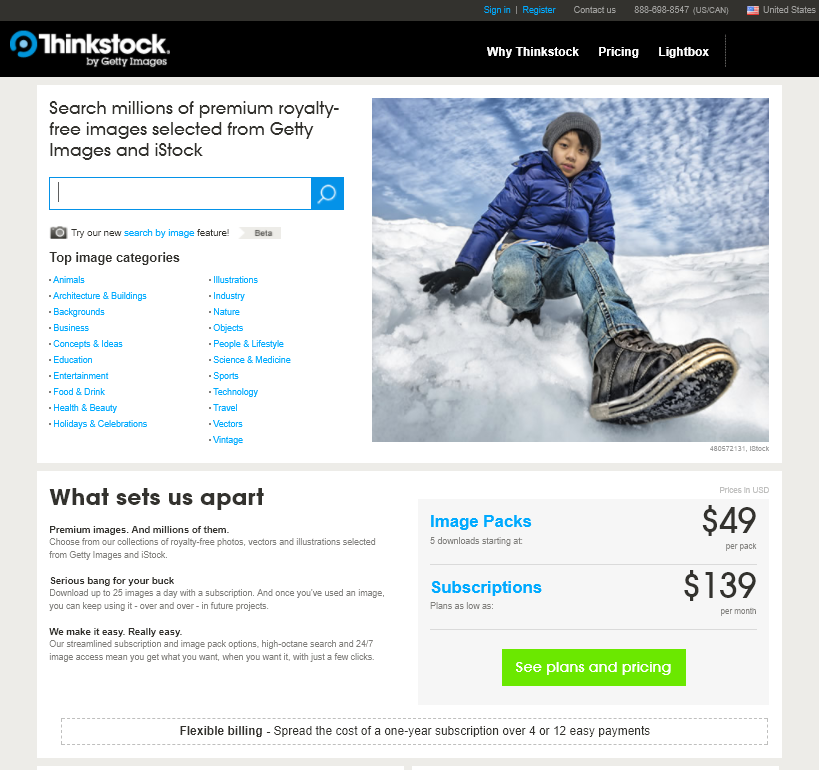 Sign in | Register Contact us 888-698-8547 (US/CAN) United States
Thinkstock.
by Getty Images
Why Thinkstock Pricing Lightbox
Search millions of premium royalty-
free images selected from Getty
Images and iStock
Try our new search by image feature! Beta
Top image categories
· Animals
· Architecture & Buildings
· Backgrounds
· Business
· Concepts & Ideas
· Education
· Entertainment
· Food & Drink
· Health & Beauty
· Holidays & Celebrations
· Illustrations
· Industry
· Nature
· Objects
· People & Lifestyle
· Science & Medicine
· Sports
· Technology
· Travel
· Vectors
· Vintage
480572131, iStock
What sets us apart
Premium images. And millions of them.
Choose from our collections of royalty-free photos, vectors and illustrations selected
from Getty Images and iStock.
Serious bang for your buck
Download up to 25 images a day with a subscription. And once you've used an image,
you can keep using it - over and over - in future projects.
We make it easy. Really easy.
Our streamlined subscription and image pack options, high-octane search and 24/7
image access mean you get what you want, when you want it, with just a few clicks.
Prices in USD
Image Packs $49
5 downloads starting at: per pack
Subscriptions $139
Plans as low as: per month
See plans and pricing
Flexible billing - Spread the cost of a one-year subscription over 4 or 12 easy payments